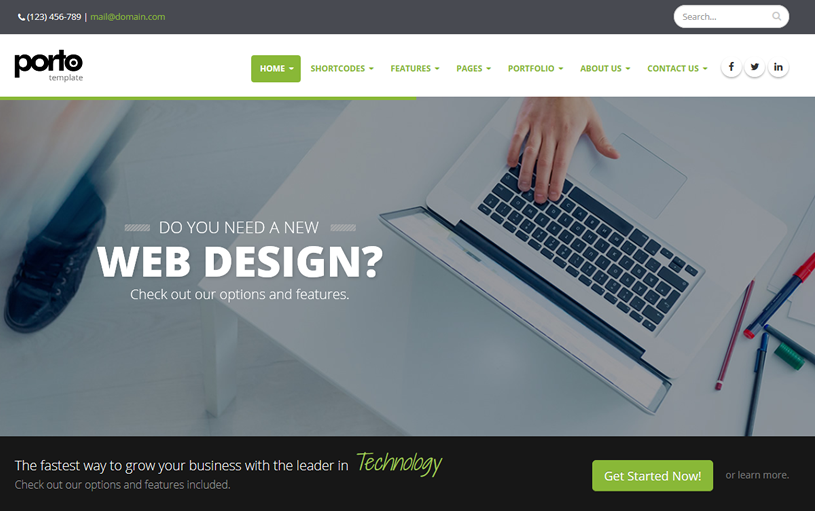 (123) 456-789 | mail@domain.com
Search...
porto
template
HOME SHORTCODES FEATURES PAGES PORTFOLIO ABOUT US CONTACT US
DO YOU NEED A NEW
WEB DESIGN?
Check out our options and features.
The fastest way to grow your business with the leader in Technology
Check out our options and features included.
Get Started Now! or learn more.